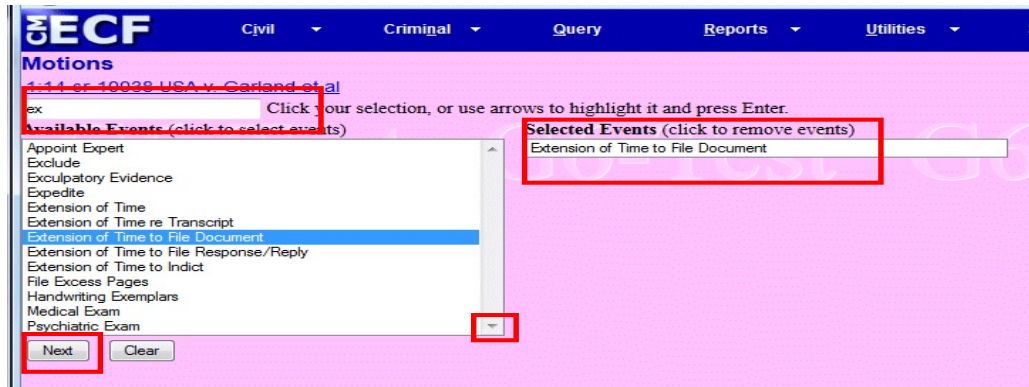 CM ECF Civil Criminal Query Reports Utilities
Motions
1:14-cr-10038 USA v. Garland et al
ex Click your selection, or use arrows to highlight it and press Enter.
Available Events (click to select events)
Appoint Expert
Exclude
Exculpatory Evidence
Expedite
Extension of Time
Extension of Time re Transcript
Extension of Time to File Document
Extension of Time to File Response/Reply
Extension of Time to Indict
File Excess Pages
Handwriting Exemplars
Medical Exam
Psychiatric Exam
Selected Events (click to remove events)
Extension of Time to File Document
Next Clear